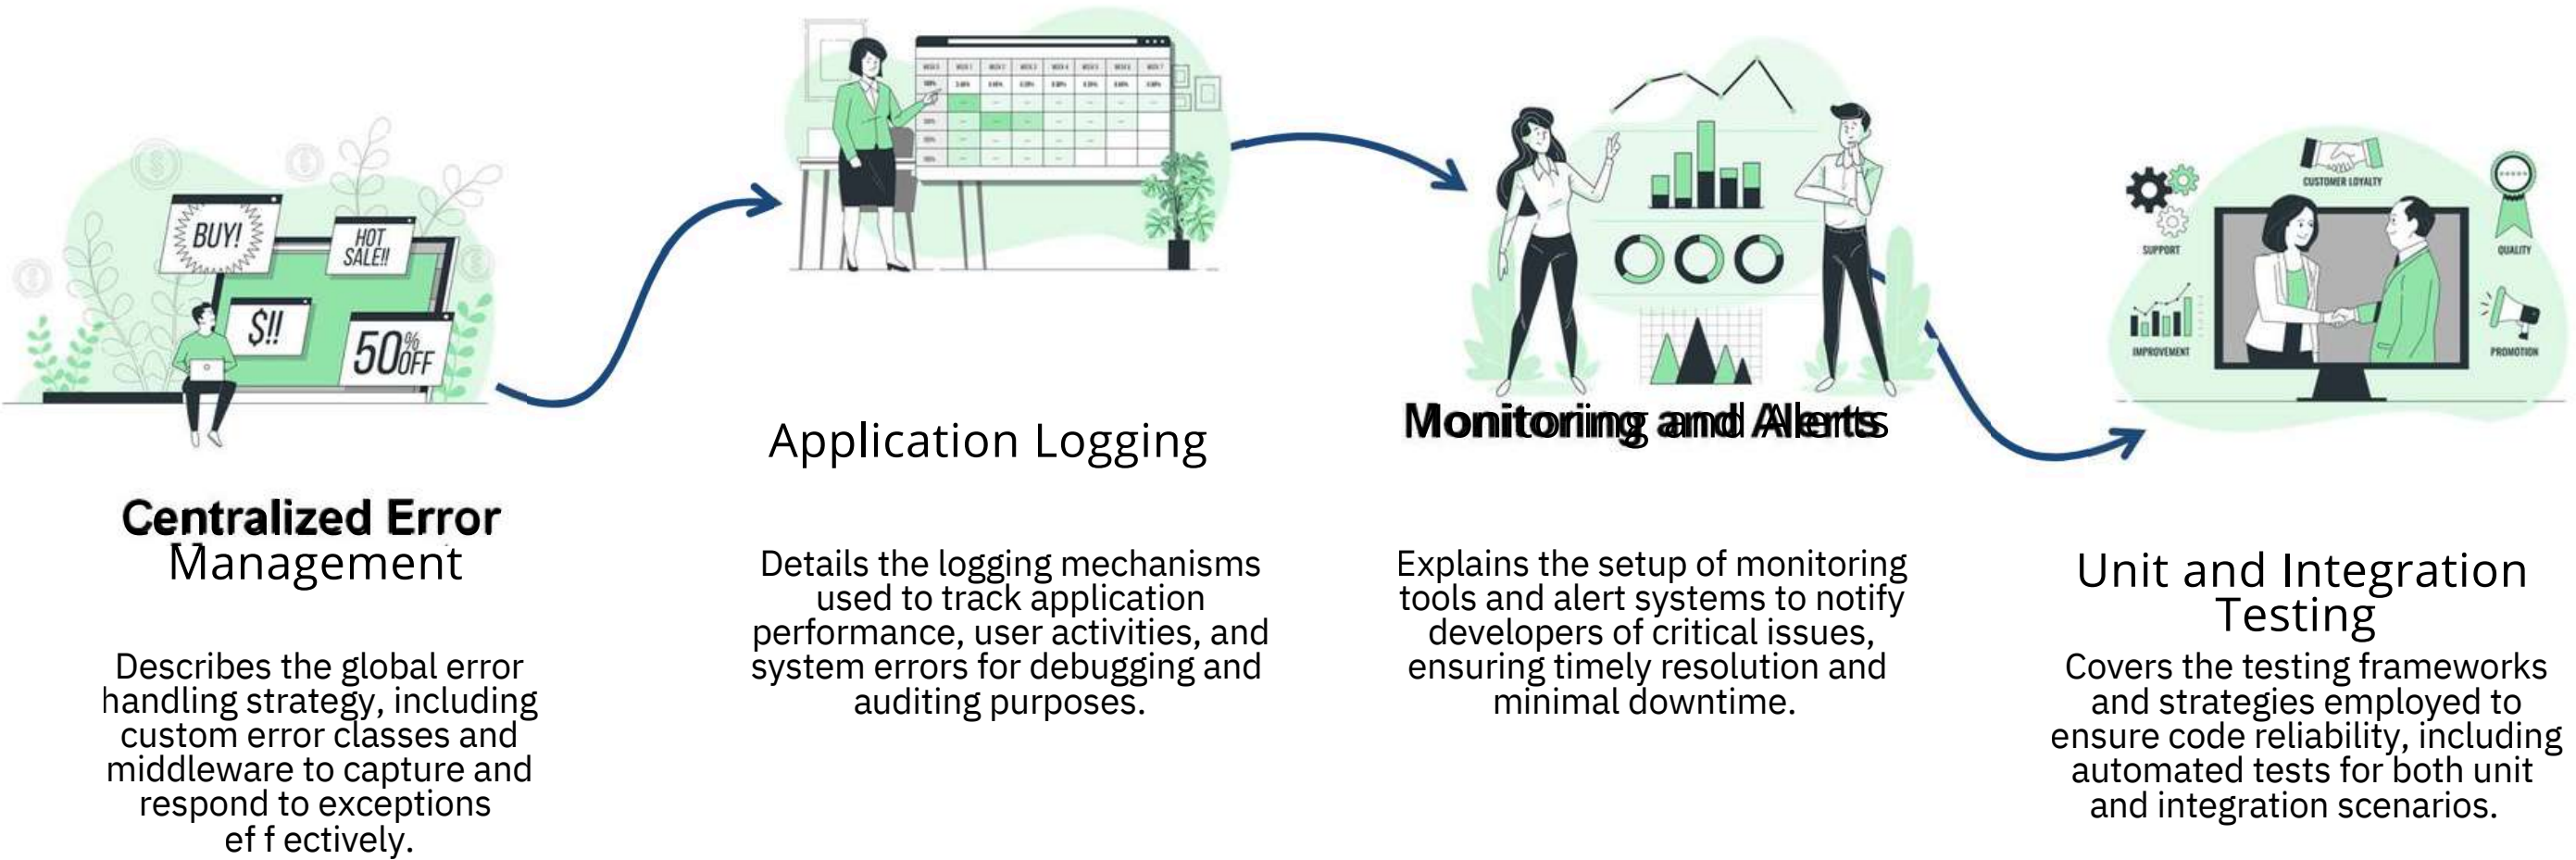 BUY!
HOT
SALE!!
$!!
50% OFF
Centralized Error
Management
Describes the global error
handling strategy, including
custom error classes and
middleware to capture and
respond to exceptions
ef f ectively.
Application Logging
Details the logging mechanisms
used to track application
performance, user activities, and
system errors for debugging and
auditing purposes.
Monitoring and Alerts
Explains the setup of monitoring
tools and alert systems to notify
developers of critical issues,
ensuring timely resolution and
minimal downtime.
CUSTOMER LOYALTY
SUPPORT
QUALITY
IMPROVEMENT
PROMOTION
Unit and Integration
Testing
Covers the testing frameworks
and strategies employed to
ensure code reliability, including
automated tests for both unit
and integration scenarios.